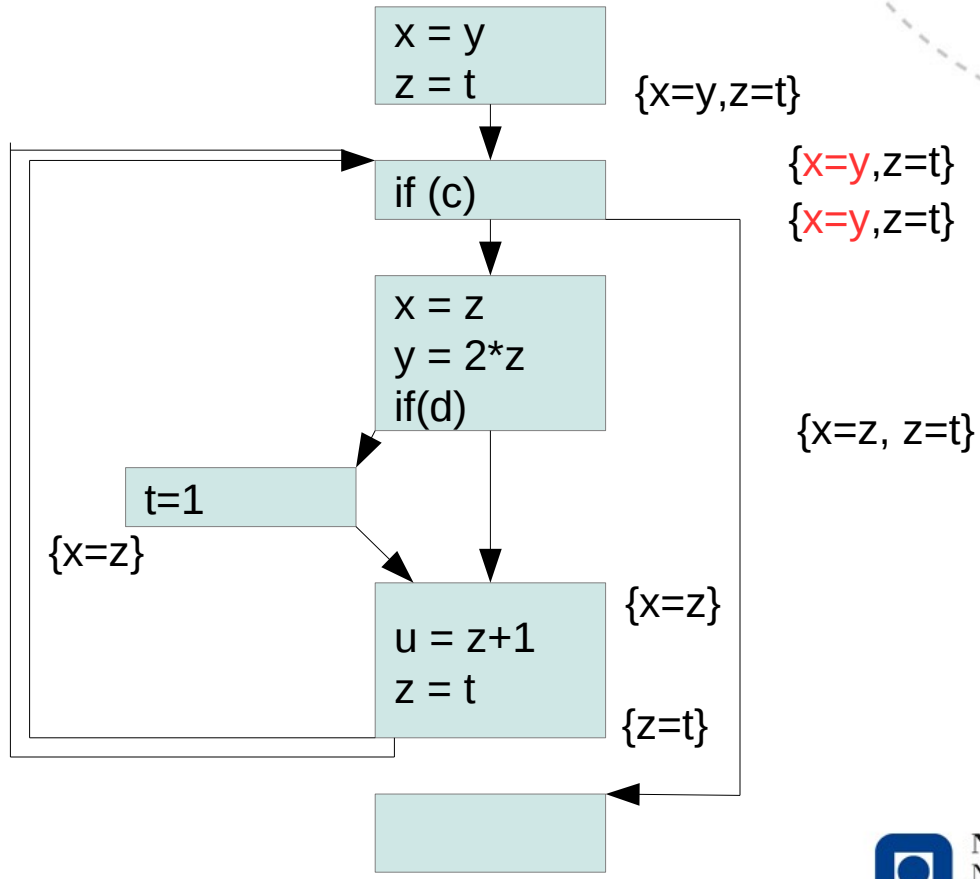 x = y
z = t
{x=y,z=t}
{x=y,z=t}
if (c)
{x=y,z=t}
x = z
y = 2*z
if(d)
{x=z, z=t}
t=1
{x=z}
{x=z}
u = z+1
z = t
{z=t}